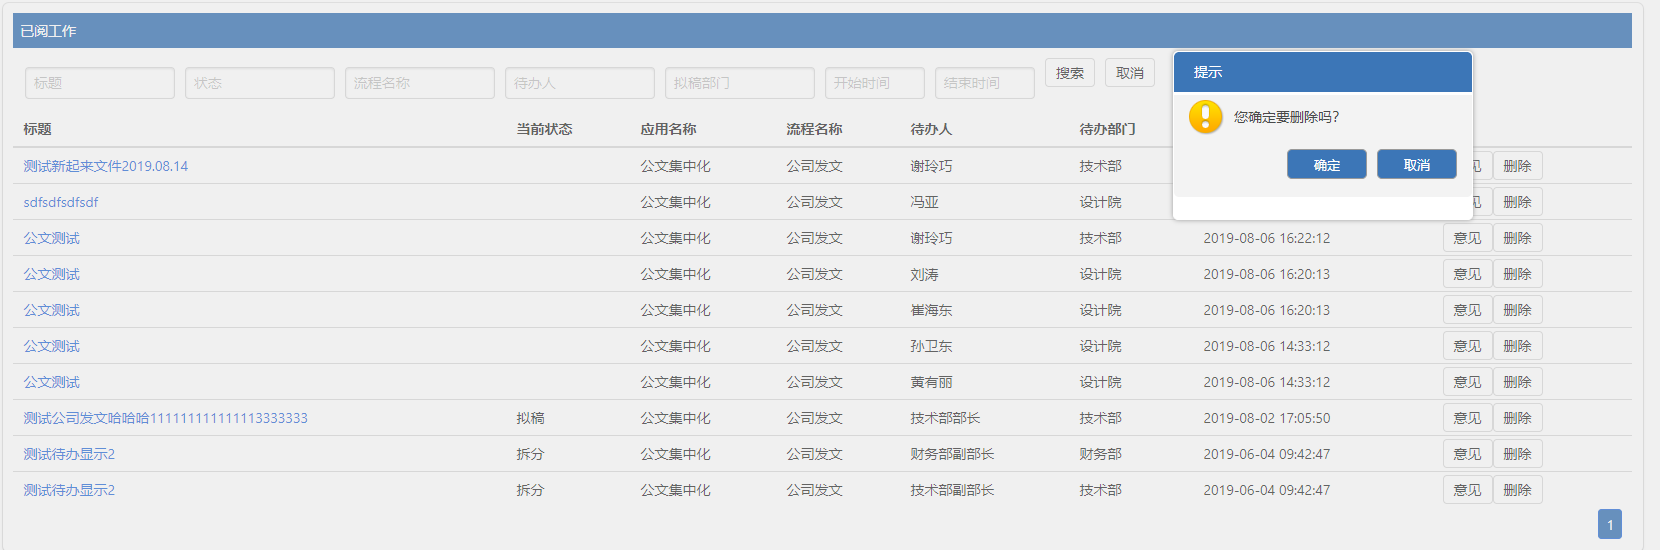 已阅工作
标题 状态 流程名称 待办人 拟稿部门 开始时间 结束时间 搜索 取消
提示
您确定要删除吗?
确定 取消
标题 当前状态 应用名称 流程名称 待办人 待办部门
测试新起来文件2019.08.14 公文集中化 公司发文 谢玲巧 技术部 见 删除
sdfsdfsdfsdf 公文集中化 公司发文 冯亚 设计院 见 删除
公文测试 公文集中化 公司发文 谢玲巧 技术部 2019-08-06 16:22:12 意见 删除
公文测试 公文集中化 公司发文 刘涛 设计院 2019-08-06 16:20:13 意见 删除
公文测试 公文集中化 公司发文 崔海东 设计院 2019-08-06 16:20:13 意见 删除
公文测试 公文集中化 公司发文 孙卫东 设计院 2019-08-06 14:33:12 意见 删除
公文测试 公文集中化 公司发文 黄有丽 设计院 2019-08-06 14:33:12 意见 删除
测试公司发文哈哈哈111111111111113333333 拟稿 公文集中化 公司发文 技术部部长 技术部 2019-08-02 17:05:50 意见 删除
测试待办显示2 拆分 公文集中化 公司发文 财务部副部长 财务部 2019-06-04 09:42:47 意见 删除
测试待办显示2 拆分 公文集中化 公司发文 技术部副部长 技术部 2019-06-04 09:42:47 意见 删除
1